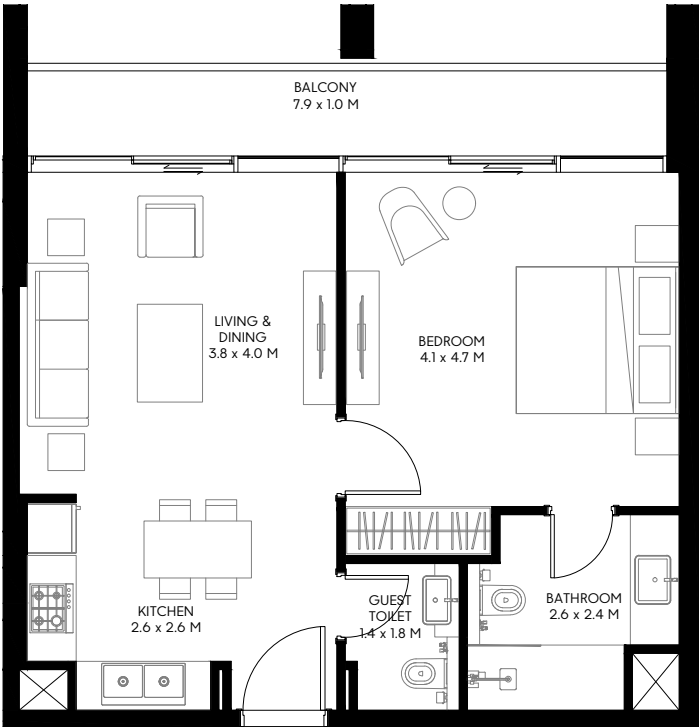 BALCONY
7.9 x 1.0 M
LIVING &
DINING
3.8 x 4.0 M
BEDROOM
4.1 x 4.7 M
KITCHEN
2.6 x 2.6 M
GUEST
TOILET
1.4 x 1.8 M
BATHROOM
2.6 x 2.4 M